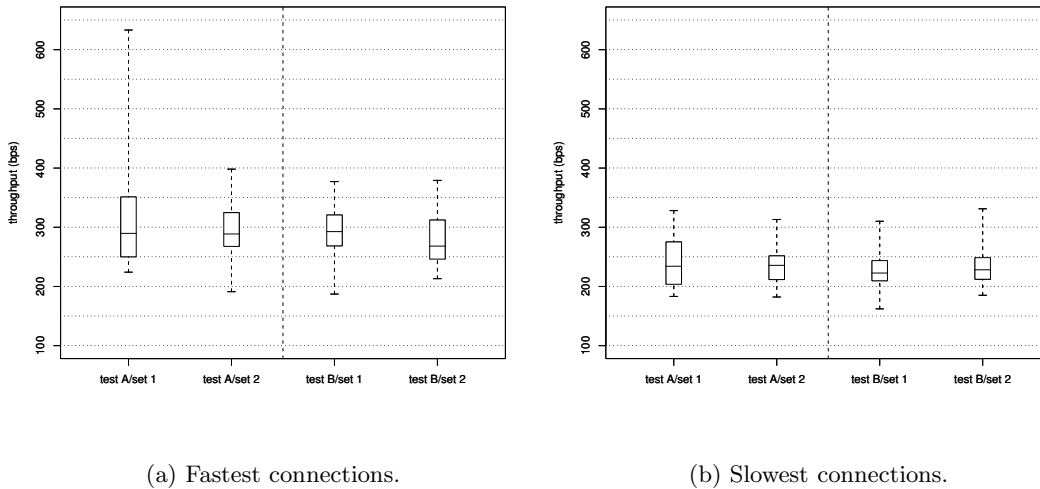 600
500
400
300
200
100
throughput (bps)
test A/set 1
test A/set 2
test B/set 1
test B/set 2
(a) Fastest connections.
600
500
400
300
200
100
throughput (bps)
test A/set 1
test A/set 2
test B/set 1
test B/set 2
(b) Slowest connections.